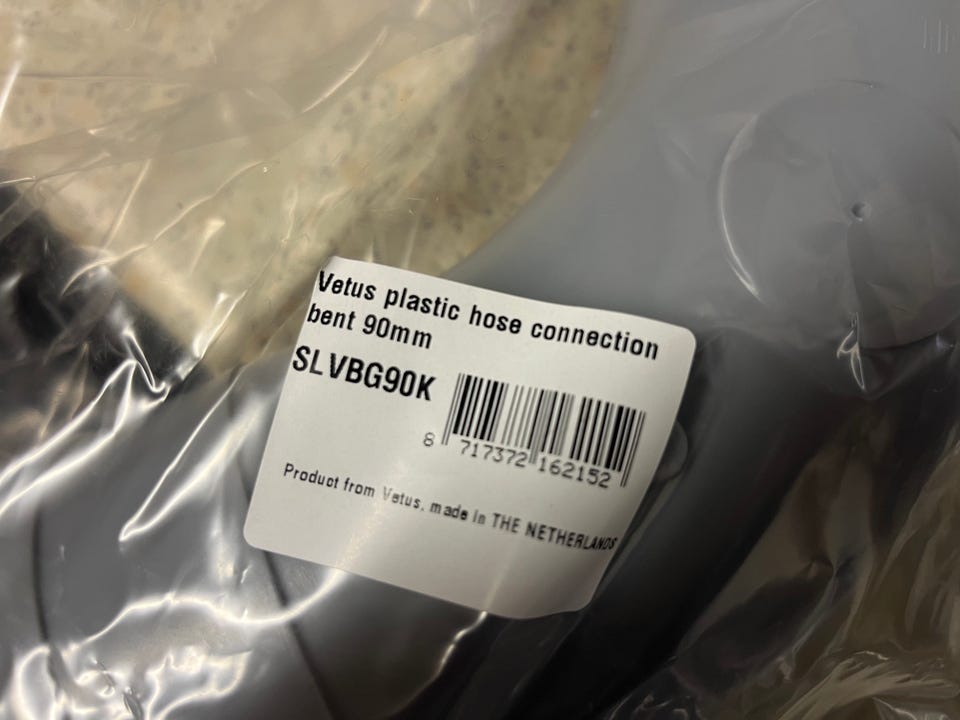 Vetus plastic hose connection
bent 90mm
SLVBG90K
8 717372 162152
Product from Vetus, made in THE NETHERLANDS